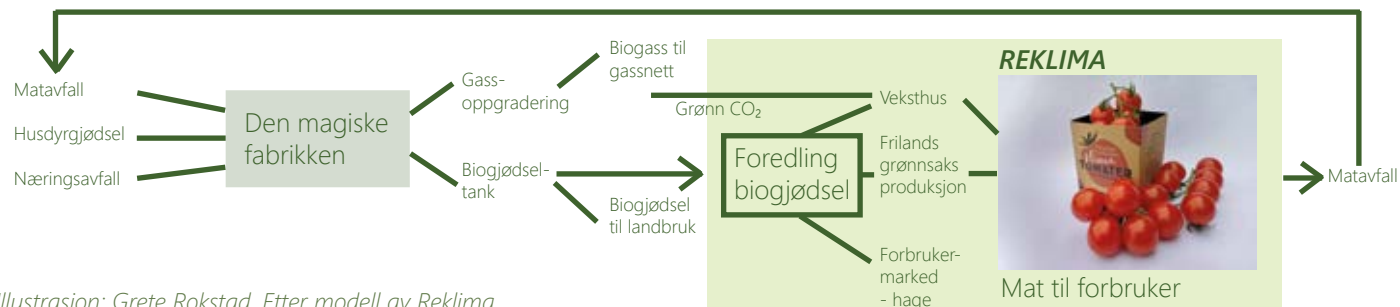 Matavfall
Husdyrgjødsel
Næringsavfall
Den magiske
fabrikken
Gass-
oppgradering
Biogass til
gassnett
Grønn CO₂
Biogjødsel-
tank
Biogjødsel
til landbruk
REKLIMA
Foredling
biogjødsel
Veksthus
Frilands
grønnsaks
produksjon
Forbruker-
marked
- hage
TOMATER
Mat til forbruker
Matavfall
Illustrasjon: Grete Rokstad. Etter modell av Reklima